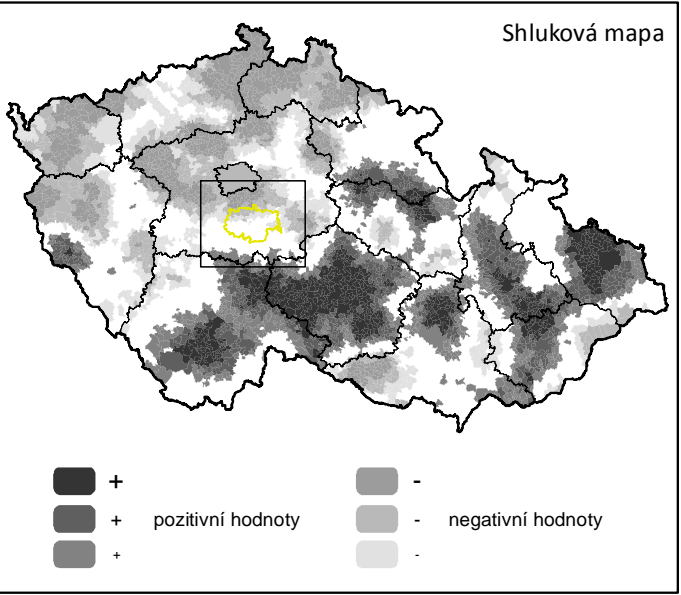 Shluková mapa
+ -
+ pozitivní hodnoty - negativní hodnoty
+ -